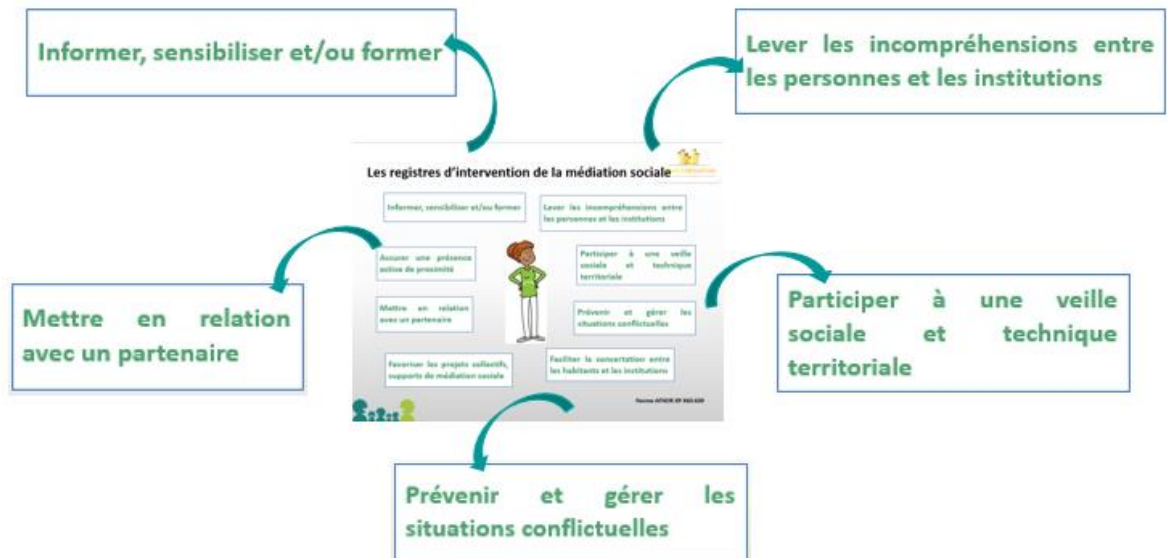 Informer, sensibiliser et/ou former
Lever les incompréhensions entre
les personnes et les institutions
Les registres d'intervention de la médiation sociale
Informer, sensibiliser et/ou former
Lever les incompréhensions entre
les personnes et les institutions
Assurer une présence
active de proximité
Participer à une veille
sociale et technique
territoriale
Mettre en relation
avec un partenaire
Prévenir et gérer les
situations conflictuelles
Favoriser les projets collectifs,
supports de médiation sociale
Faciliter la concertation entre
les habitants et les institutions
Norme AFNOR XP X60-600
Mettre en relation
avec un partenaire
Participer à une veille
sociale et technique
territoriale
Prévenir et gérer les
situations conflictuelles